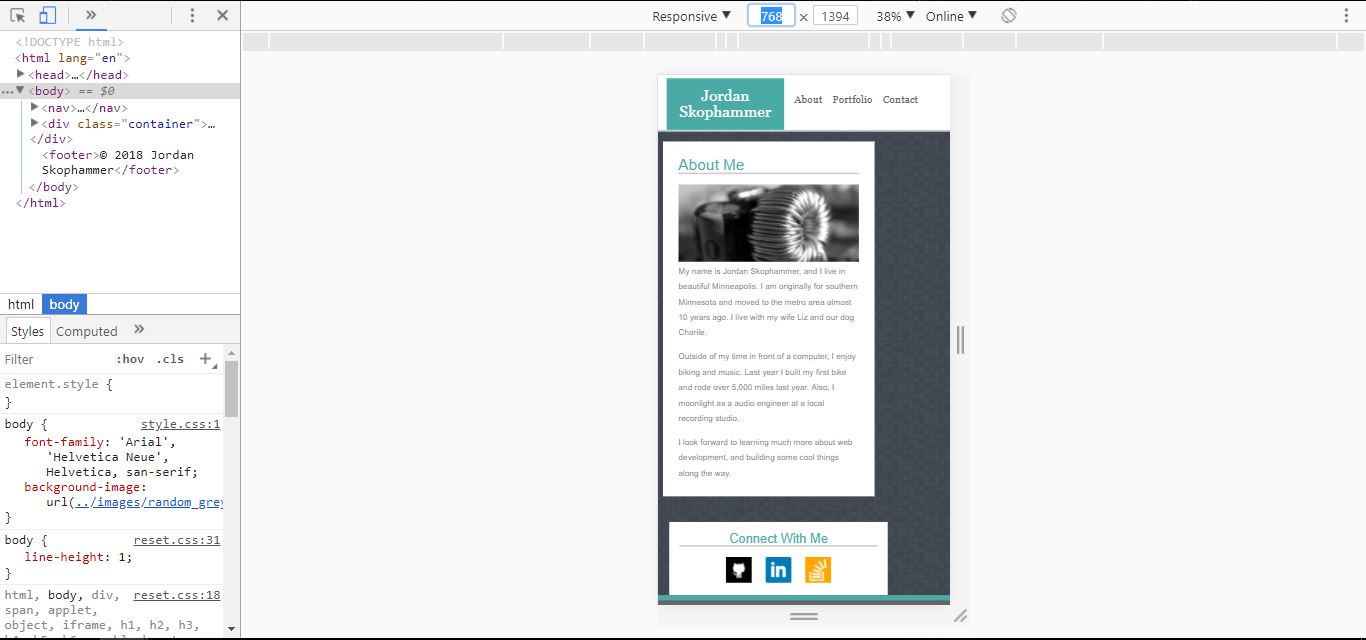 Responsive ▼ 768 × 1394 38% ▼ Online ▼
<!DOCTYPE html>
<html lang="en">
▶<head>…</head>
…▼<body> == $0
▶<nav>…</nav>
▶<div class="container">…
</div>
<footer>© 2018 Jordan
Skophammer</footer>
</body>
</html>
html body
Styles Computed »
Filter :hov .cls +
element.style {
}
body { style.css:1
font-family: 'Arial',
'Helvetica Neue',
Helvetica, san-serif;
background-image:
url(../images/random_grey
}
body { reset.css:31
line-height: 1;
}
html, body, div, reset.css:18
span, applet,
object, iframe, h1, h2, h3,
Jordan
Skophammer
About Portfolio Contact
About Me
My name is Jordan Skophammer, and I live in
beautiful Minneapolis. I am originally for southern
Minnesota and moved to the metro area almost
10 years ago. I live with my wife Liz and our dog
Charile.
Outside of my time in front of a computer, I enjoy
biking and music. Last year I built my first bike
and rode over 5,000 miles last year. Also, I
moonlight as a audio engineer at a local
recording studio.
I look forward to learning much more about web
development, and building some cool things
along the way.
Connect With Me
in